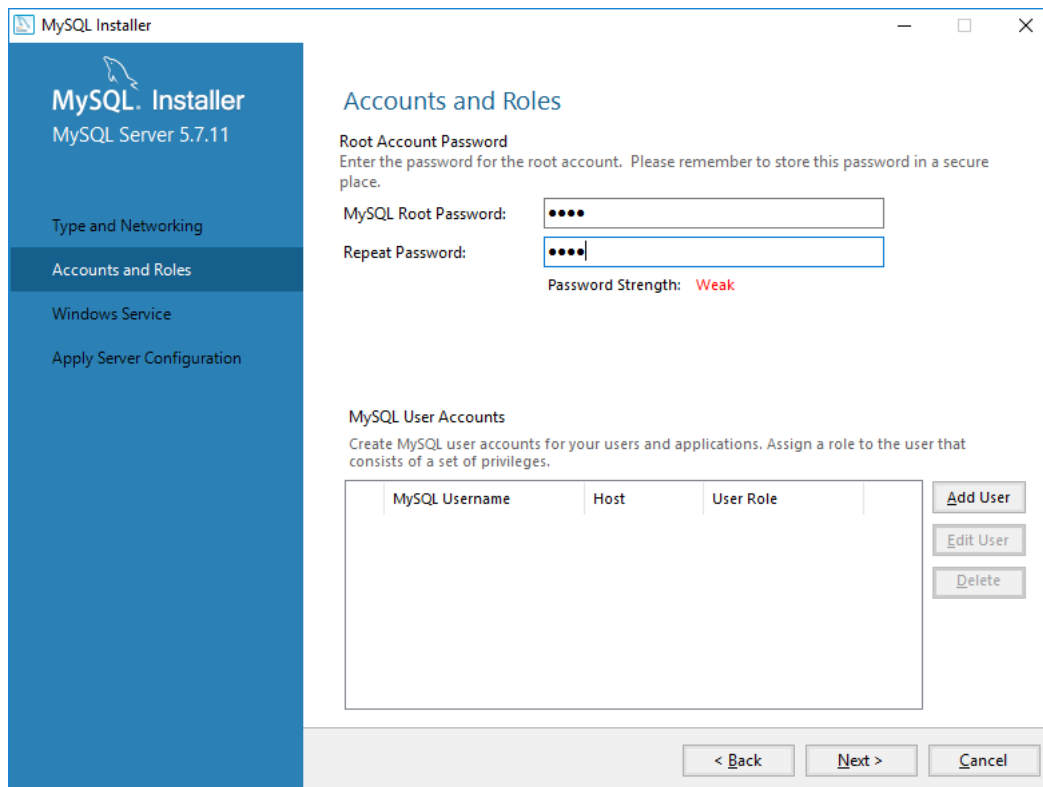 MySQL Installer
MySQL. Installer
MySQL Server 5.7.11
Type and Networking
Accounts and Roles
Windows Service
Apply Server Configuration
Accounts and Roles
Root Account Password
Enter the password for the root account.  Please remember to store this password in a secure
place.
MySQL Root Password: ●●●●
Repeat Password: ●●●●
Password Strength: Weak
MySQL User Accounts
Create MySQL user accounts for your users and applications. Assign a role to the user that
consists of a set of privileges.
MySQL Username Host User Role
Add User
Edit User
Delete
< Back Next > Cancel